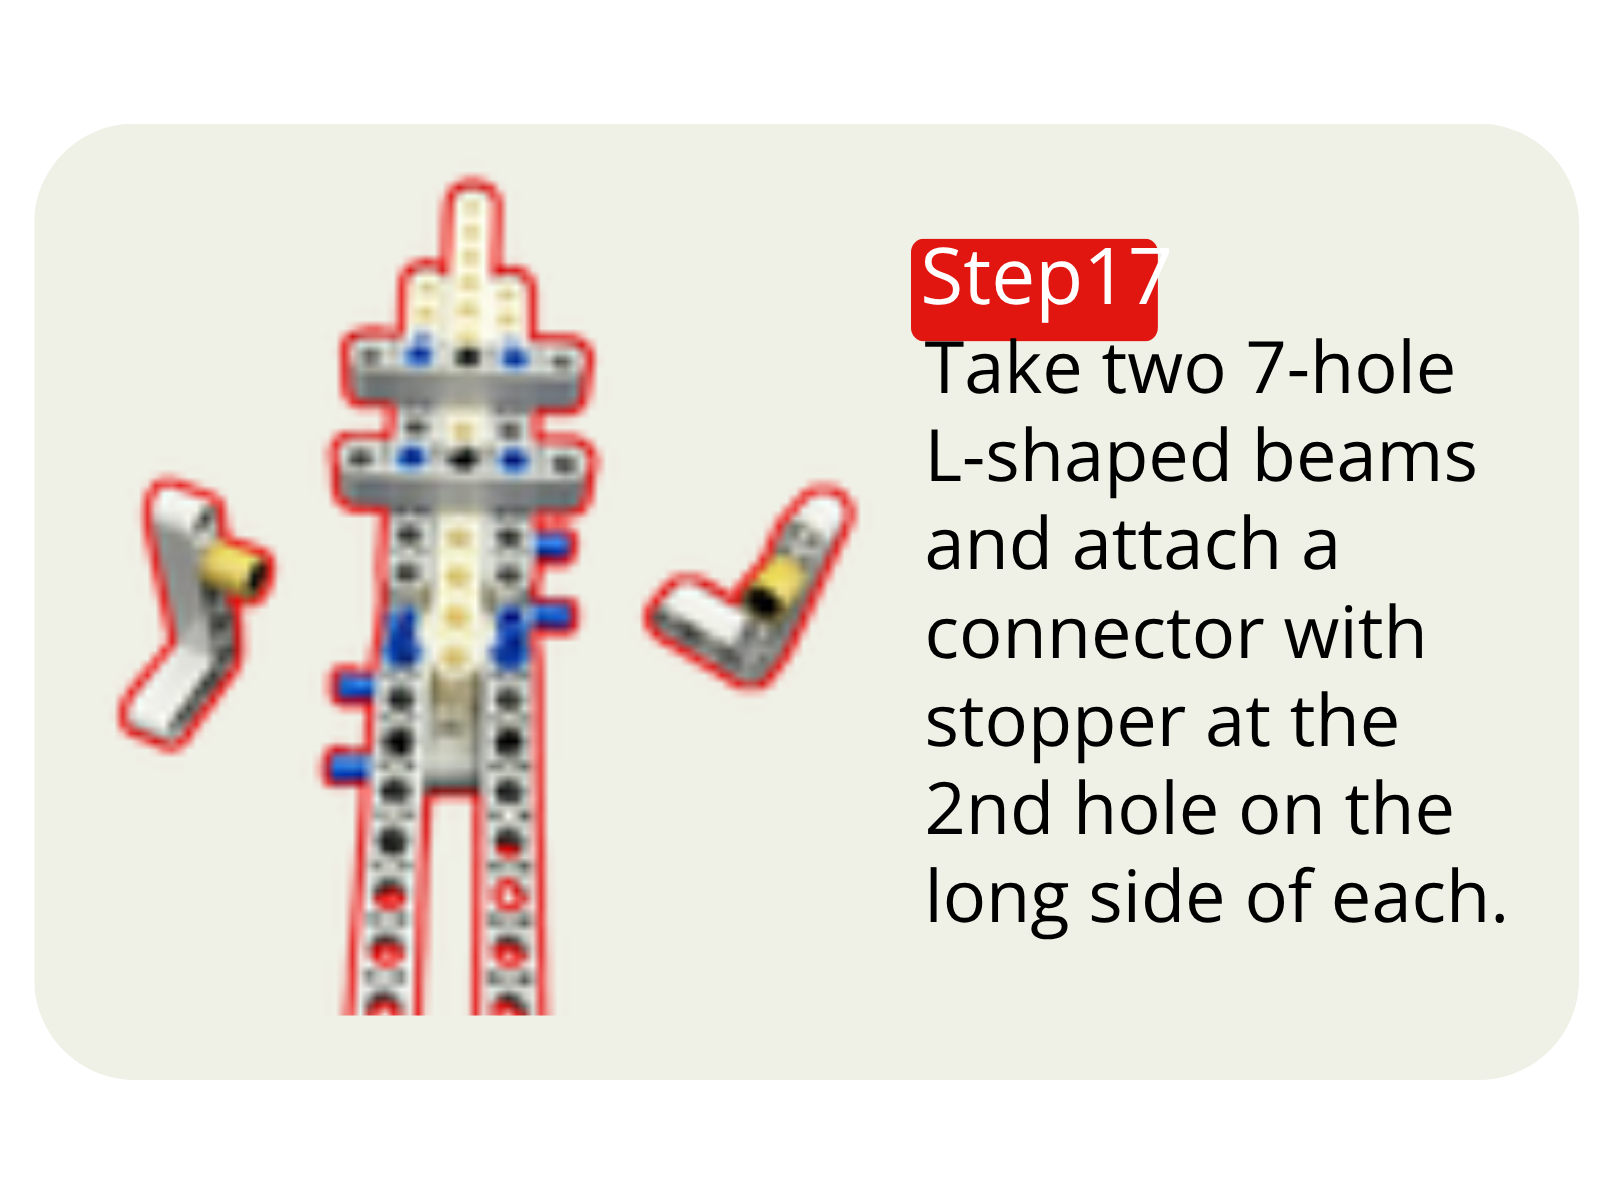 Step17
Take two 7-hole
L-shaped beams
and attach a
connector with
stopper at the
2nd hole on the
long side of each.